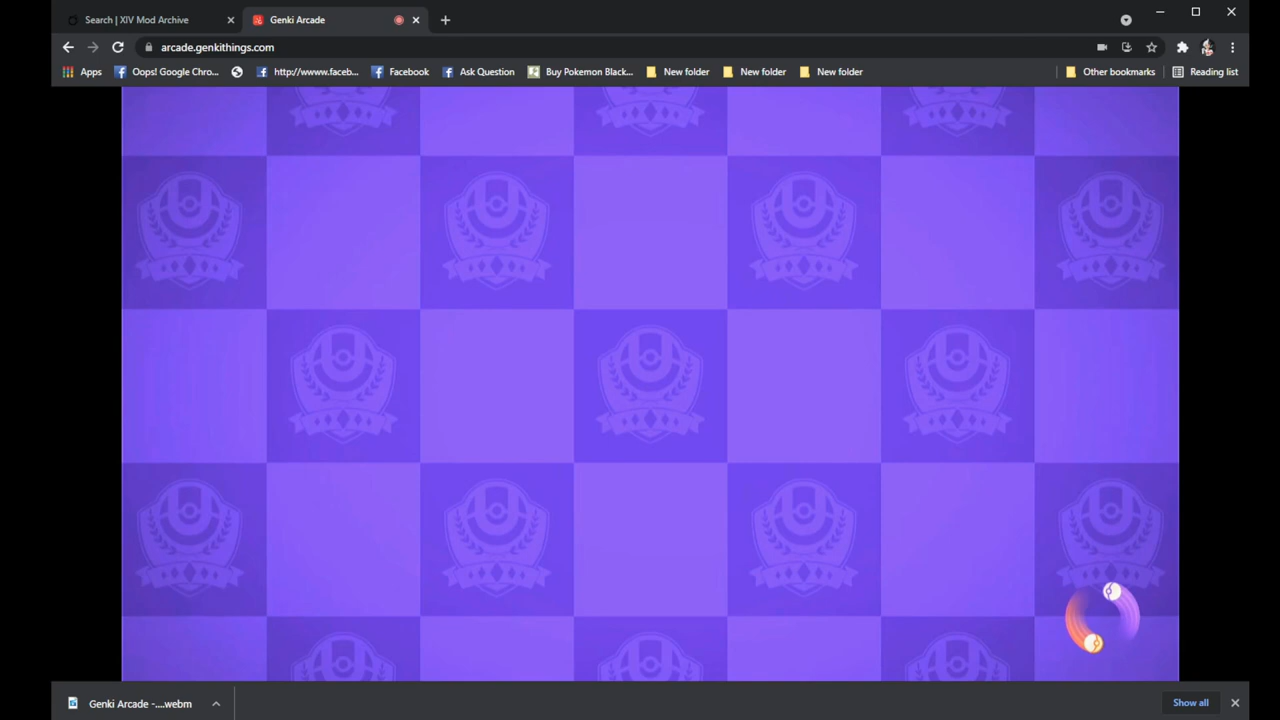 Search | XIV Mod Archive
Genki Arcade
arcade.genkithings.com
Apps
Oops! Google Chro...
http://wwww.faceb...
Facebook
Ask Question
Buy Pokemon Black...
New folder
New folder
New folder
Other bookmarks
Reading list
Genki Arcade -....webm
Show all